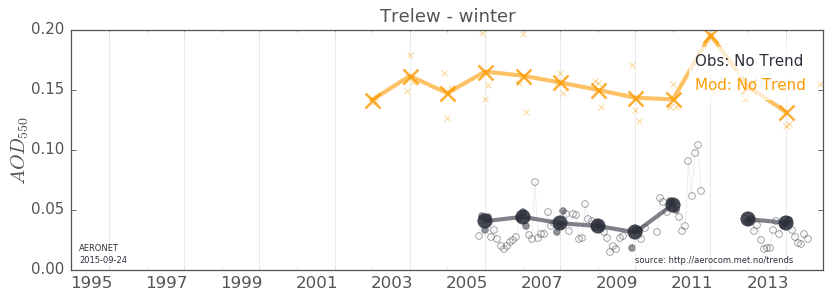 Trelew - winter
0.20
Obs: No Trend
Mod: No Trend
0.15
0.10
AOD550
0.05
AERONET
2015-09-24
source: http://aerocom.met.no/trends
0.00
1995 1997 1999 2001 2003 2005 2007 2009 2011 2013